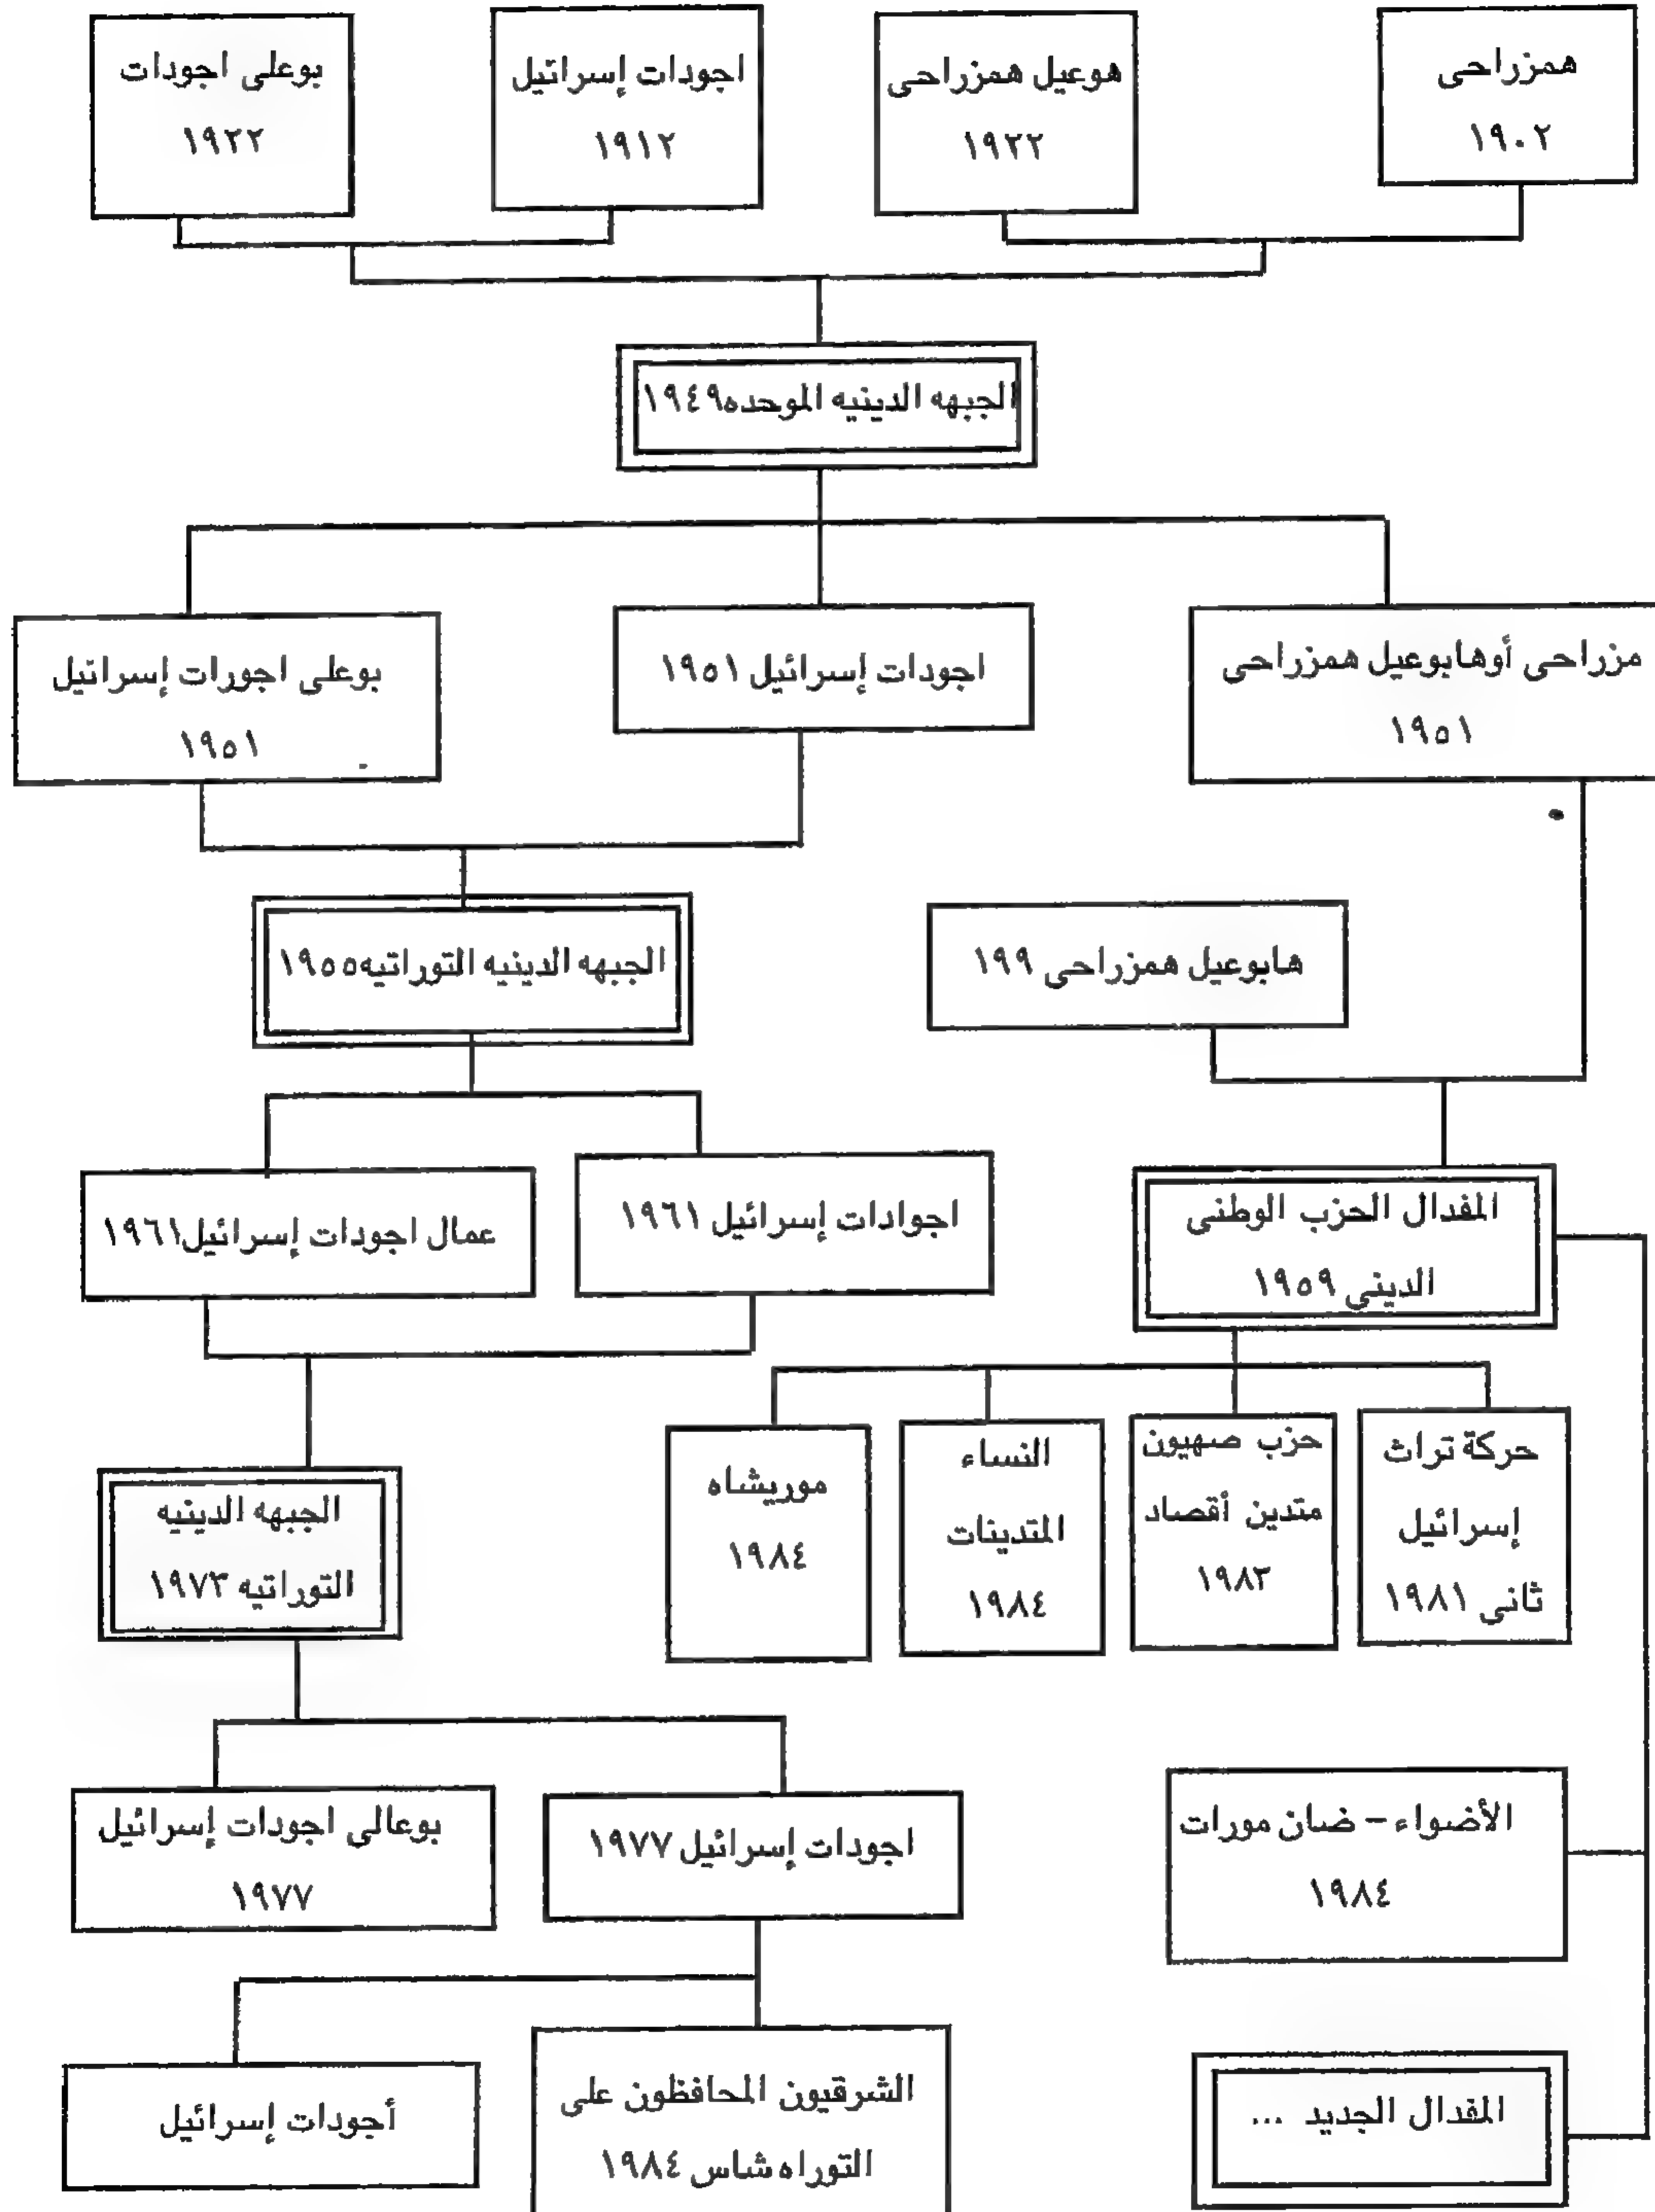 همزراحى
١٩٠٢
هوعيل همزراحى
١٩٢٢
اجودات إسرائيل
١٩١٢
بوعلى اجودات
١٩٢٢
الجبهه الدينيه الموحده١٩٤٩
مزراحى أوهابوعيل همزراحى
١٩٥١
اجودات إسرائيل ١٩٥١
بوعلى اجورات إسرائيل
١٩٥١
هابوعيل همزراحى ١٩٩
الجبهه الدينيه التوراتيه١٩٥٥
المفدال الحزب الوطنى
الدينى ١٩٥٩
اجوادات إسرائيل ١٩٦١
عمال اجودات إسرائيل١٩٦١
حركة تراث
إسرائيل
ثانى ١٩٨١
حزب صهيون
متدين أقصاد
١٩٨٣
النساء
المتدينات
١٩٨٤
موريشاه
١٩٨٤
الجبهه الدينيه
التوراتيه ١٩٧٣
الأضواء – ضان مورات
١٩٨٤
اجودات إسرائيل ١٩٧٧
بوعالى اجودات إسرائيل
١٩٧٧
المفدال الجديد ...
الشرقيون المحافظون على
التوراه شاس ١٩٨٤
أجودات إسرائيل